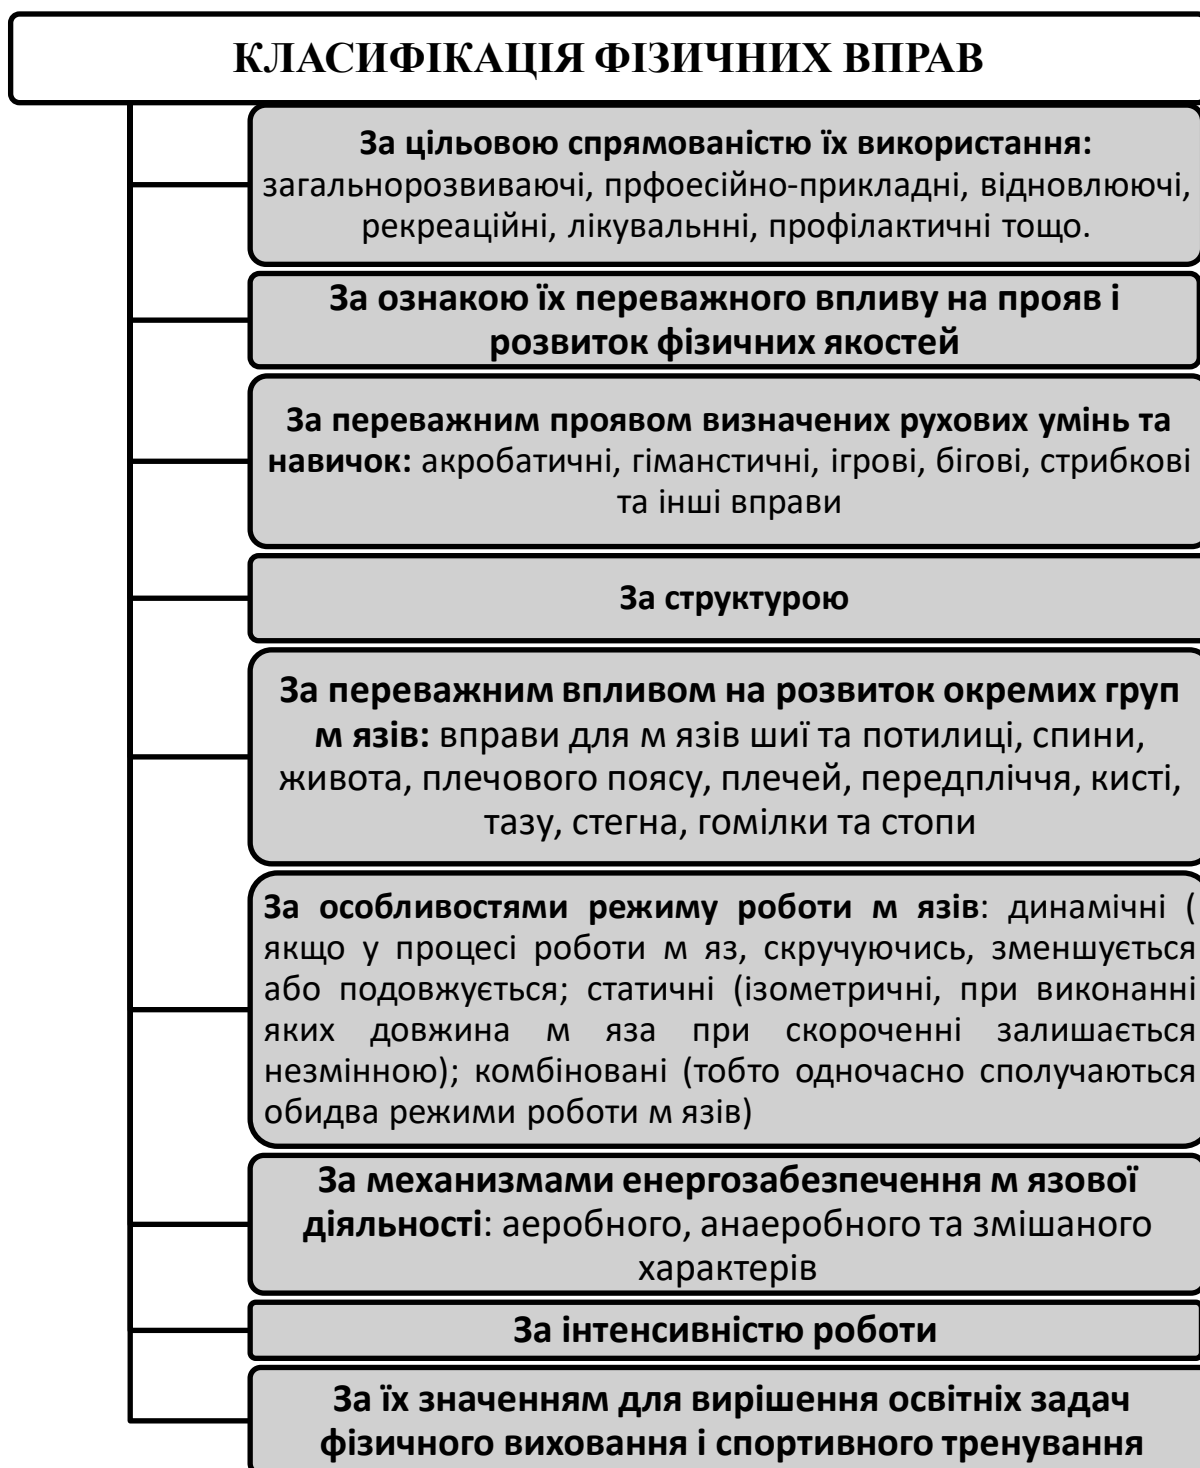 КЛАСИФІКАЦІЯ ФІЗИЧНИХ ВПРАВ
За цільовою спрямованістю їх використання:
загальнорозвиваючі, прфоесійно-прикладні, відновлюючі,
рекреаційні, лікувальнні, профілактичні тощо.
За ознакою їх переважного впливу на прояв і
розвиток фізичних якостей
За переважним проявом визначених рухових умінь та
навичок: акробатичні, гіманстичні, ігрові, бігові, стрибкові
та інші вправи
За структурою
За переважним впливом на розвиток окремих груп
м язів: вправи для м язів шиї та потилиці, спини,
живота, плечового поясу, плечей, передпліччя, кисті,
тазу, стегна, гомілки та стопи
За особливостями режиму роботи м язів: динамічні (
якщо у процесі роботи м яз, скручуючись, зменшується
або подовжується; статичні (ізометричні, при виконанні
яких довжина м яза при скороченні залишається
незмінною); комбіновані (тобто одночасно сполучаються
обидва режими роботи м язів)
За механізмами енергозабезпечення м язової
діяльності: аеробного, анаеробного та змішаного
характерів
За інтенсивністю роботи
За їх значенням для вирішення освітніх задач
фізичного виховання і спортивного тренування